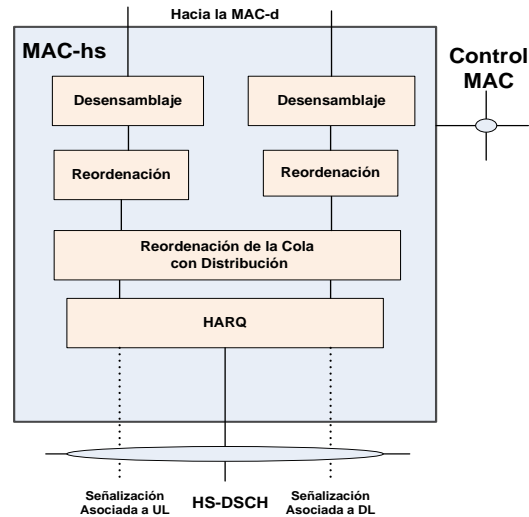 Hacia la MAC-d
MAC-hs
Control
MAC
Desensamblaje
Desensamblaje
Reordenación
Reordenación
Reordenación de la Cola
con Distribución
HARQ
Señalización
Asociada a UL
HS-DSCH
Señalización
Asociada a DL